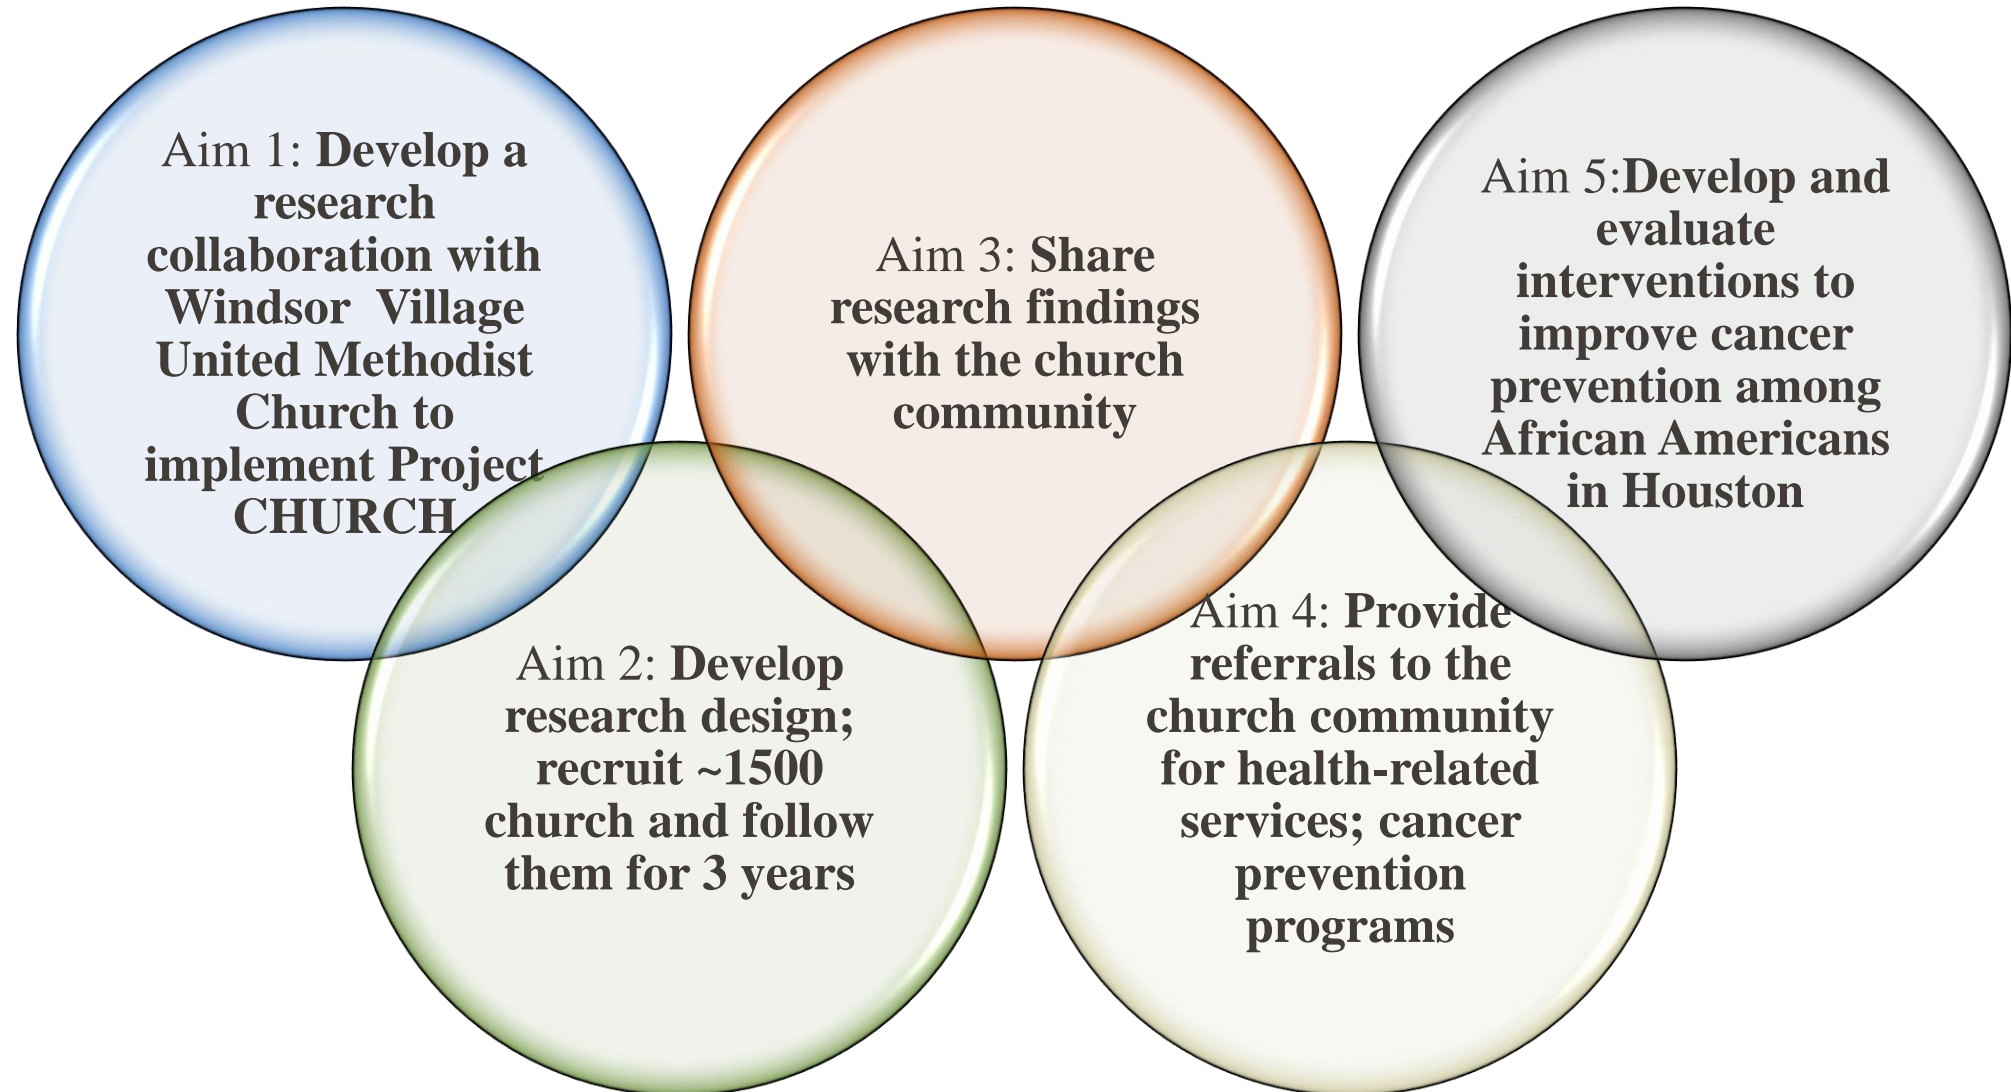 Aim 1: Develop a
research
collaboration with
Windsor  Village
United Methodist
Church to
implement Project
CHURCH
Aim 2: Develop
research design;
recruit ~1500
church and follow
them for 3 years
Aim 3: Share
research findings
with the church
community
Aim 4: Provide
referrals to the
church community
for health-related
services; cancer
prevention
programs
Aim 5:Develop and
evaluate
interventions to
improve cancer
prevention among
African Americans
in Houston